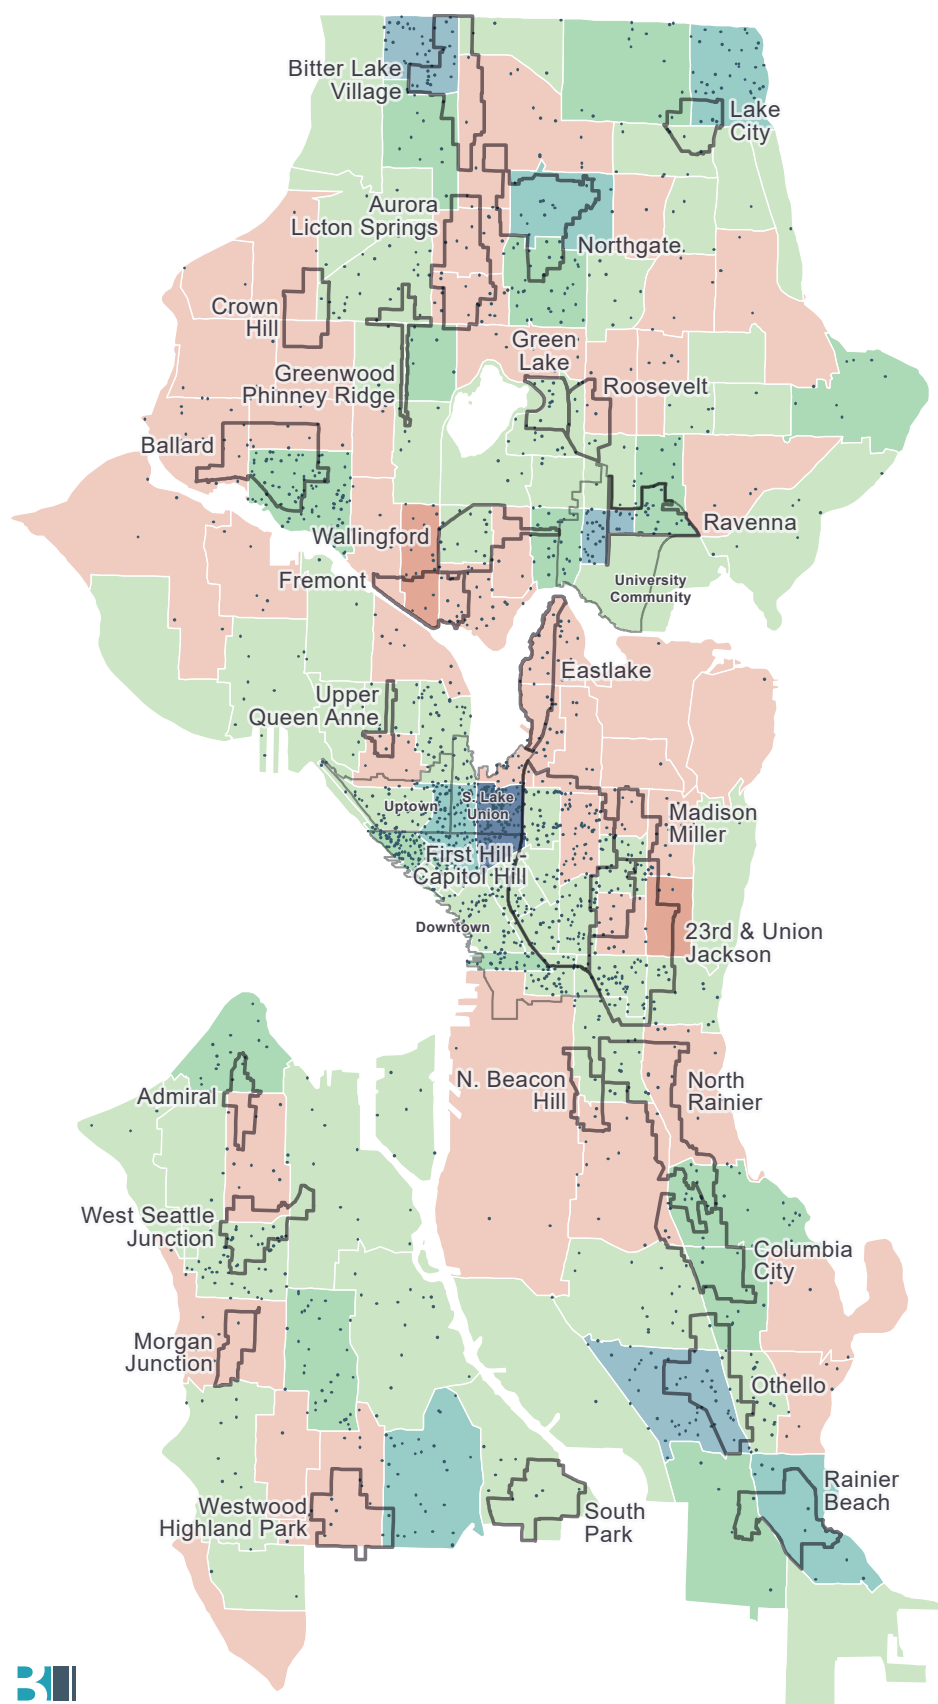 Bitter Lake
Village
Lake
City
Aurora
Licton Springs
Northgate
Crown
Hill
Green
Lake
Greenwood
Phinney Ridge
Roosevelt
Ballard
Wallingford
Ravenna
Fremont
University
Community
Eastlake
Upper
Queen Anne
Uptown
S. Lake
Union
Madison
Miller
First Hill -
Capitol Hill
Downtown
23rd & Union
Jackson
N. Beacon
Hill
North
Rainier
Admiral
West Seattle
Junction
Columbia
City
Morgan
Junction
Othello
Rainier
Beach
Westwood
Highland Park
South
Park